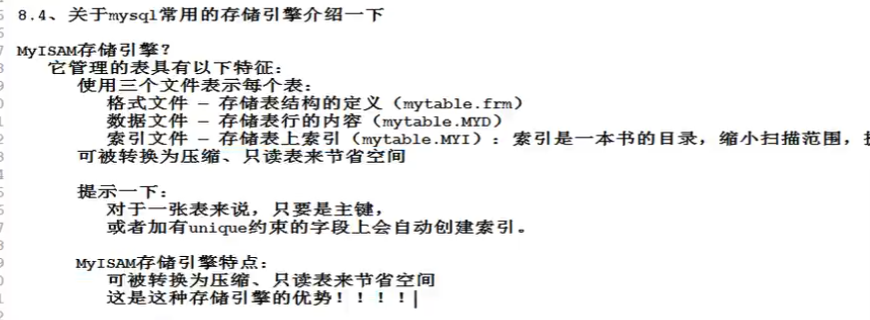 8.4、关于mysql常用的存储引擎介绍一下
MyISAM存储引擎?
它管理的表具有以下特征:
使用三个文件表示每个表:
格式文件 — 存储表结构的定义（mytable.frm）
数据文件 — 存储表行的内容（mytable.MYD）
索引文件 — 存储表上索引（mytable.MYI）: 索引是一本书的目录，缩小扫描范围，
可被转换为压缩、只读表来节省空间
提示一下:
对于一张表来说，只要是主键，
或者加有unique约束的字段上会自动创建索引。
MyISAM存储引擎特点:
可被转换为压缩、只读表来节省空间
这是这种存储引擎的优势！！！！